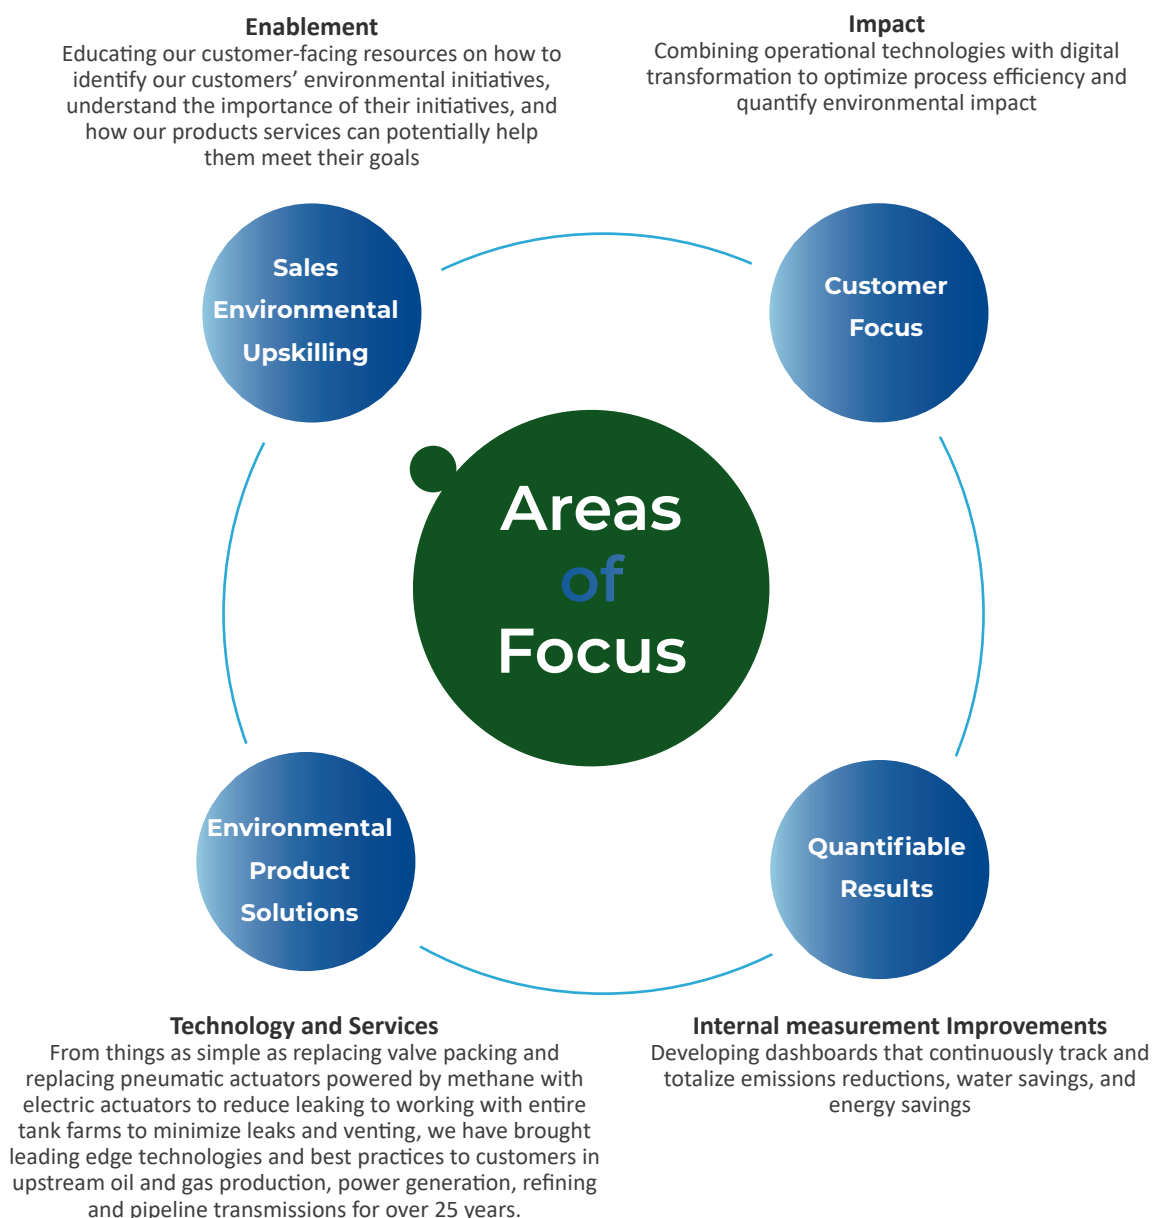 Enablement
Educating our customer-facing resources on how to
identify our customers’ environmental initiatives,
understand the importance of their initiatives, and
how our products services can potentially help
them meet their goals
Impact
Combining operational technologies with digital
transformation to optimize process efficiency and
quantify environmental impact
Sales
Environmental
Upskilling
Customer
Focus
Areas
of
Focus
Environmental
Product
Solutions
Quantifiable
Results
Technology and Services
From things as simple as replacing valve packing and
replacing pneumatic actuators powered by methane with
electric actuators to reduce leaking to working with entire
tank farms to minimize leaks and venting, we have brought
leading edge technologies and best practices to customers in
upstream oil and gas production, power generation, refining
and pipeline transmissions for over 25 years.
Internal measurement Improvements
Developing dashboards that continuously track and
totalize emissions reductions, water savings, and
energy savings